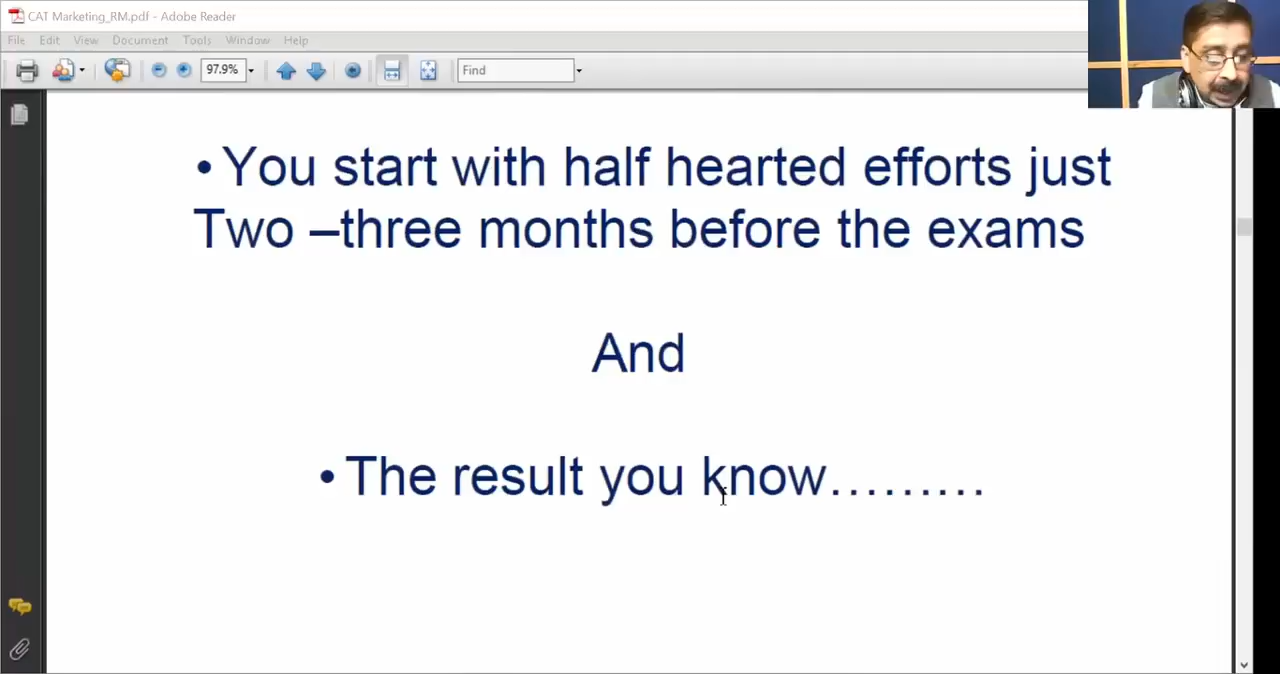 CAT Marketing_RM.pdf - Adobe Reader
File Edit View Document Tools Window Help
97.9% Find
• You start with half hearted efforts just
Two –three months before the exams
And
• The result you know.........